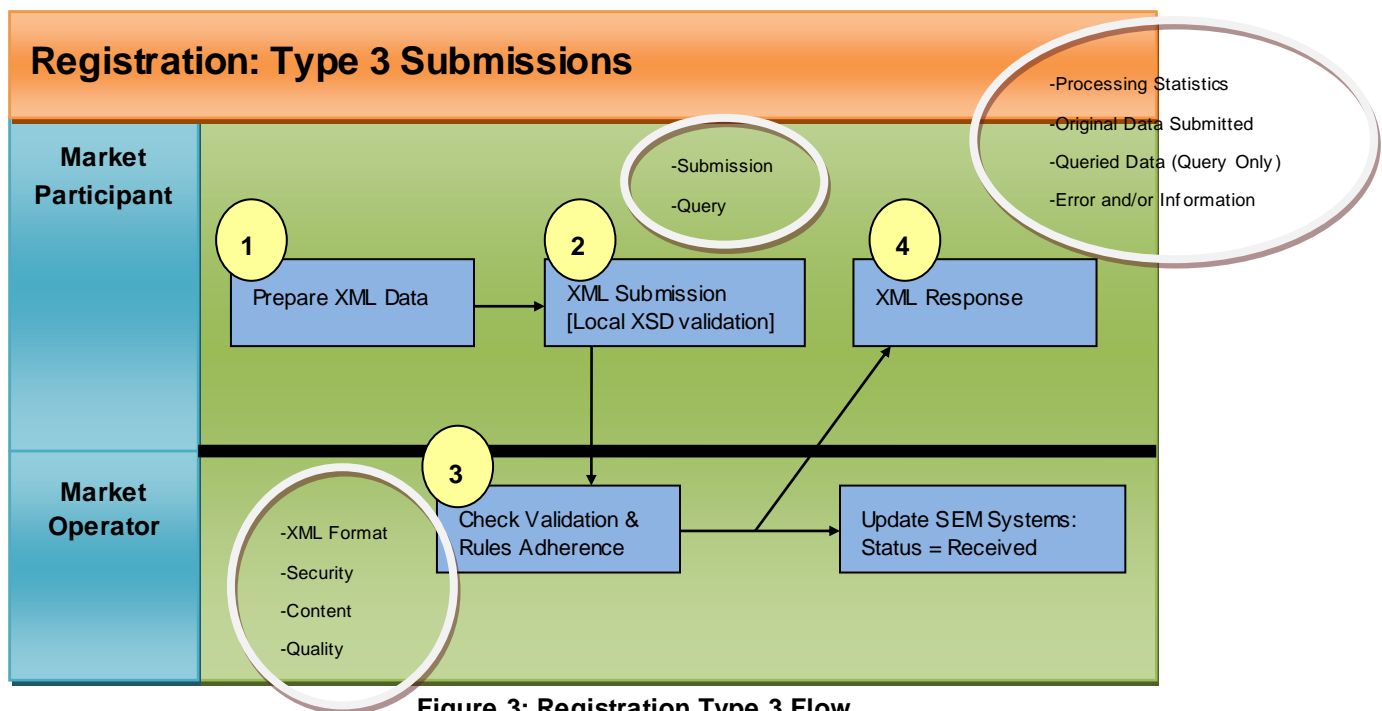 Registration: Type 3 Submissions
-Processing Statistics
-Original Data Submitted
-Queried Data (Query Only)
-Error and/or Information
Market
Participant
-Submission
-Query
1
Prepare XML Data
2
XML Submission
[Local XSD validation]
4
XML Response
Market
Operator
-XML Format
-Security
-Content
-Quality
3
Check Validation &
Rules Adherence
Update SEM Systems:
Status = Received
Figure 3: Registration Type 3 Flow